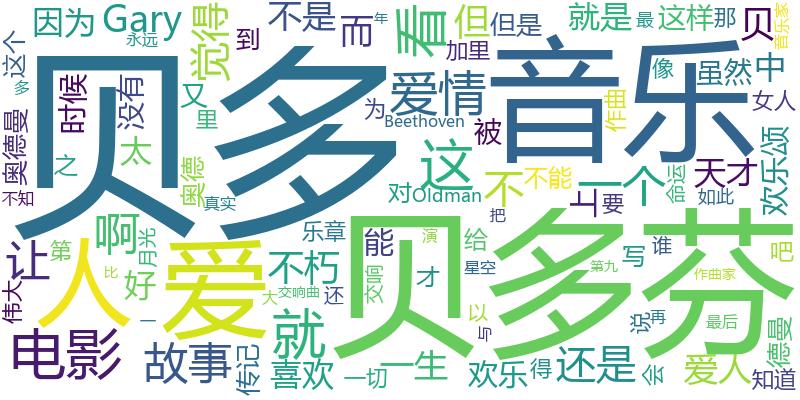 因为
Gary
不是
而
看
但
就是
这样
那
贝
永远
觉得
到
但是
加里
最
年
音乐家
这个
多
时候
没有
又
里
贝多
爱情
音乐
像
虽然
中
为
Beethoven
被
作曲
女人
奥德曼
之
太
奥德
这
天才
欢乐颂
不知
真实
对
Oldman
不
不能
一个
上
要
命运
如此
把
让
人
啊
第
月光
爱
乐章
能
给
演
贝多芬
写
谁
吧
伟大
好
比
不朽
交响
才
星空
第九
作曲家
大
交响曲
还
以
与
说
再
最后
德曼
电影
一
故事
传记
就
喜欢
一切
一生
欢乐
得
还是
会
爱人
知道